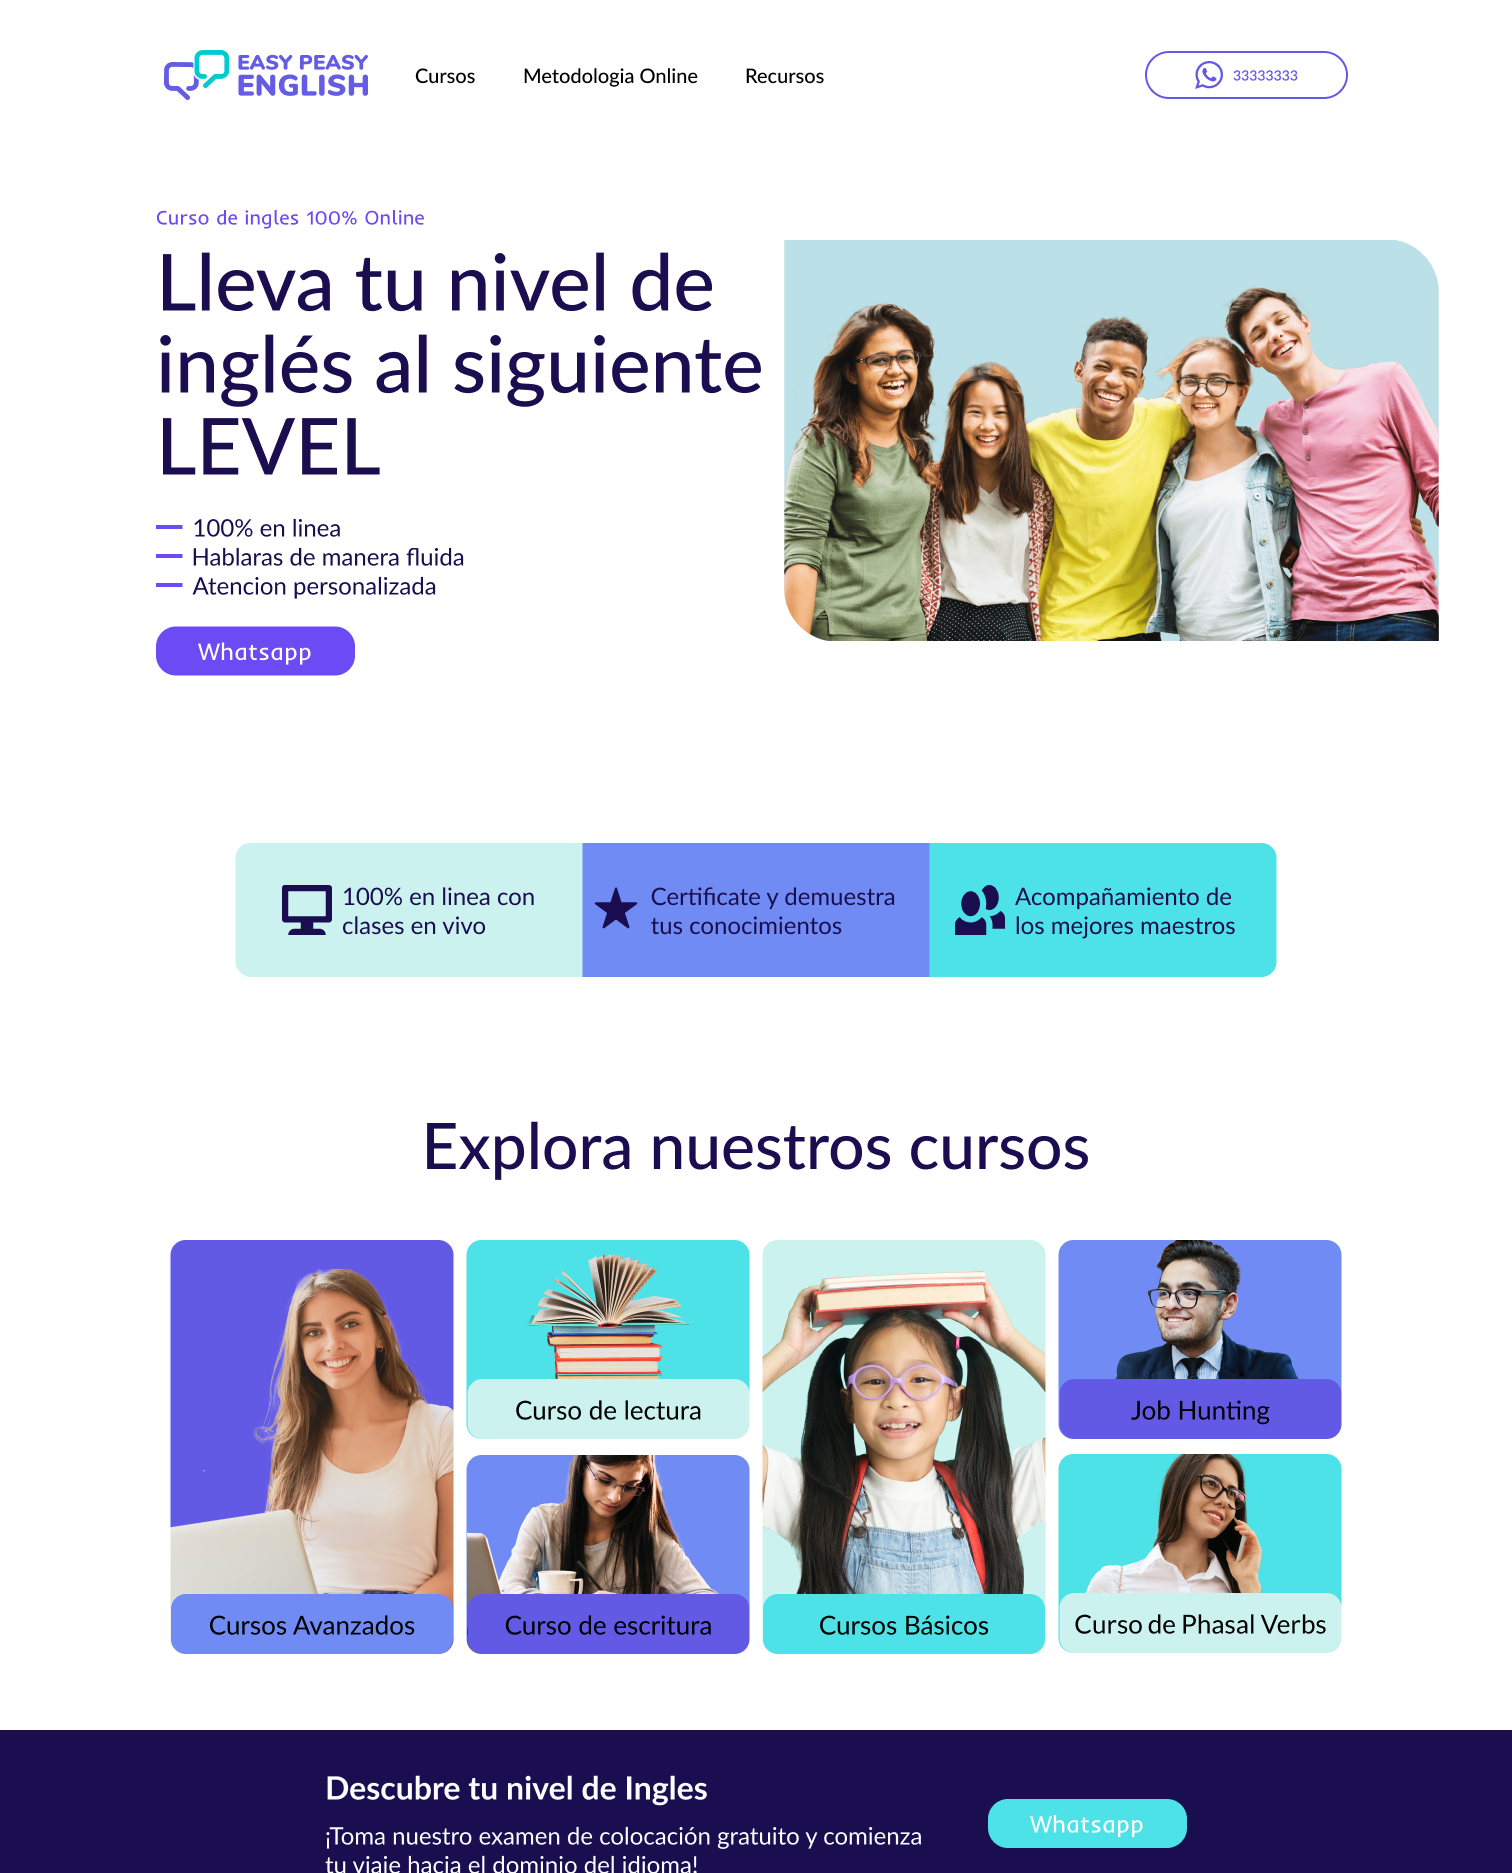 EASY PEASY
ENGLISH
Cursos
Metodologia Online
Recursos
33333333
Curso de ingles 100% Online
Lleva tu nivel de
inglés al siguiente
LEVEL
100% en linea
Hablaras de manera fluida
Atencion personalizada
Whatsapp
100% en linea con
clases en vivo
Certificate y demuestra
tus conocimientos
Acompañamiento de
los mejores maestros
Explora nuestros cursos
Curso de lectura
Job Hunting
Cursos Avanzados
Curso de escritura
Cursos Básicos
Curso de Phasal Verbs
Descubre tu nivel de Ingles
¡Toma nuestro examen de colocación gratuito y comienza
tu viaje hacia el dominio del idioma!
Whatsapp